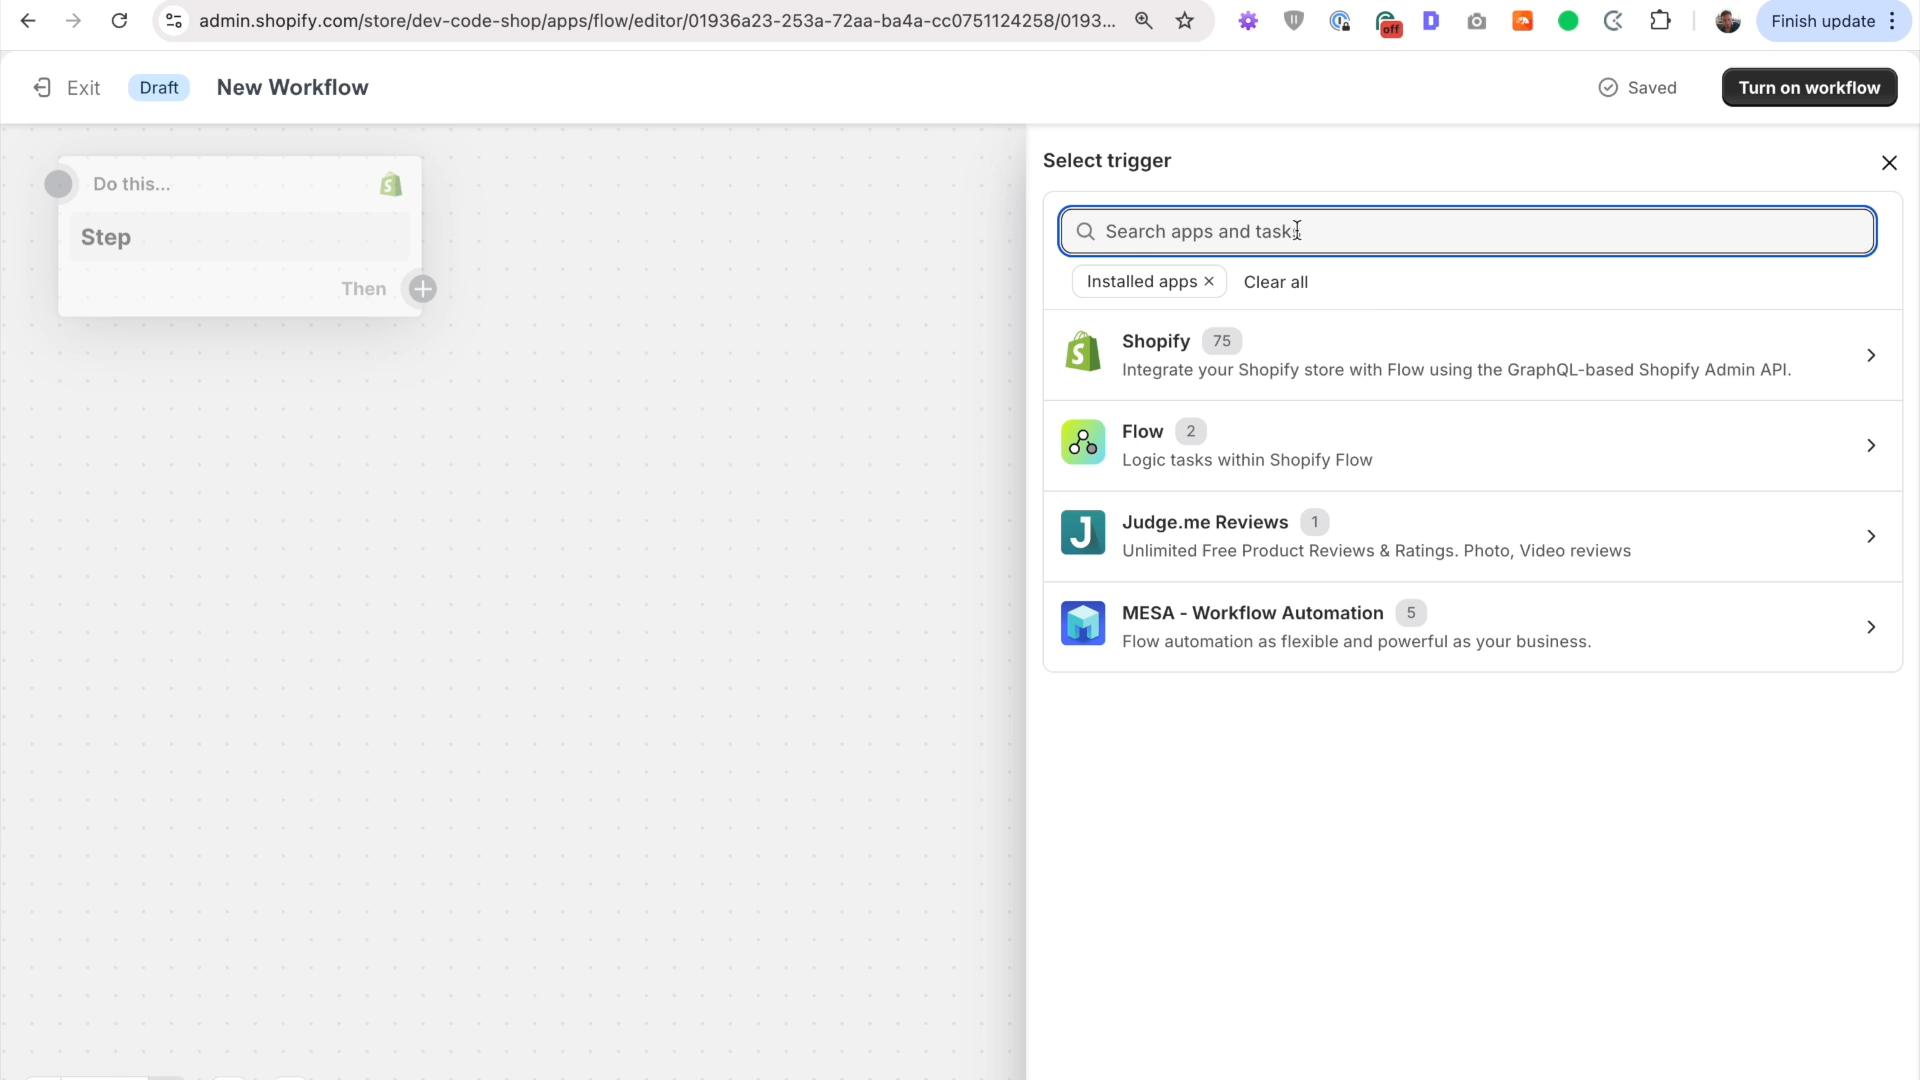 admin.shopify.com/store/dev-code-shop/apps/flow/editor/01936a23-253a-72aa-ba4a-cc0751124258/0193...
off
Finish update
Exit
Draft
New Workflow
Saved
Turn on workflow
Do this...
Step
Then
Select trigger
Search apps and tasks
Installed apps
Clear all
Shopify 75
Integrate your Shopify store with Flow using the GraphQL-based Shopify Admin API.
Flow 2
Logic tasks within Shopify Flow
Judge.me Reviews 1
Unlimited Free Product Reviews & Ratings. Photo, Video reviews
MESA - Workflow Automation 5
Flow automation as flexible and powerful as your business.